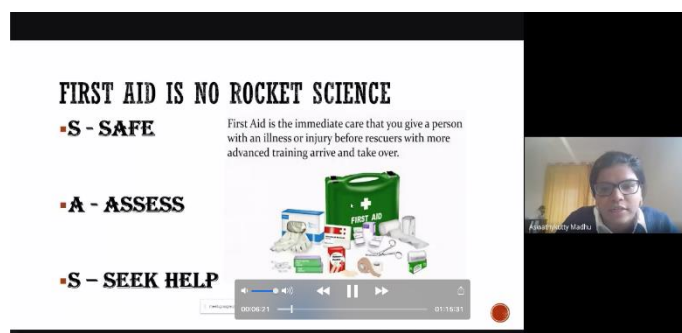 FIRST AID IS NO ROCKET SCIENCE
▪S - SAFE
First Aid is the immediate care that you give a person
with an illness or injury before rescuers with more
advanced training arrive and take over.
FIRST AID
▪A - ASSESS
▪S – SEEK HELP
00:06:21
01:15:31
Madhu